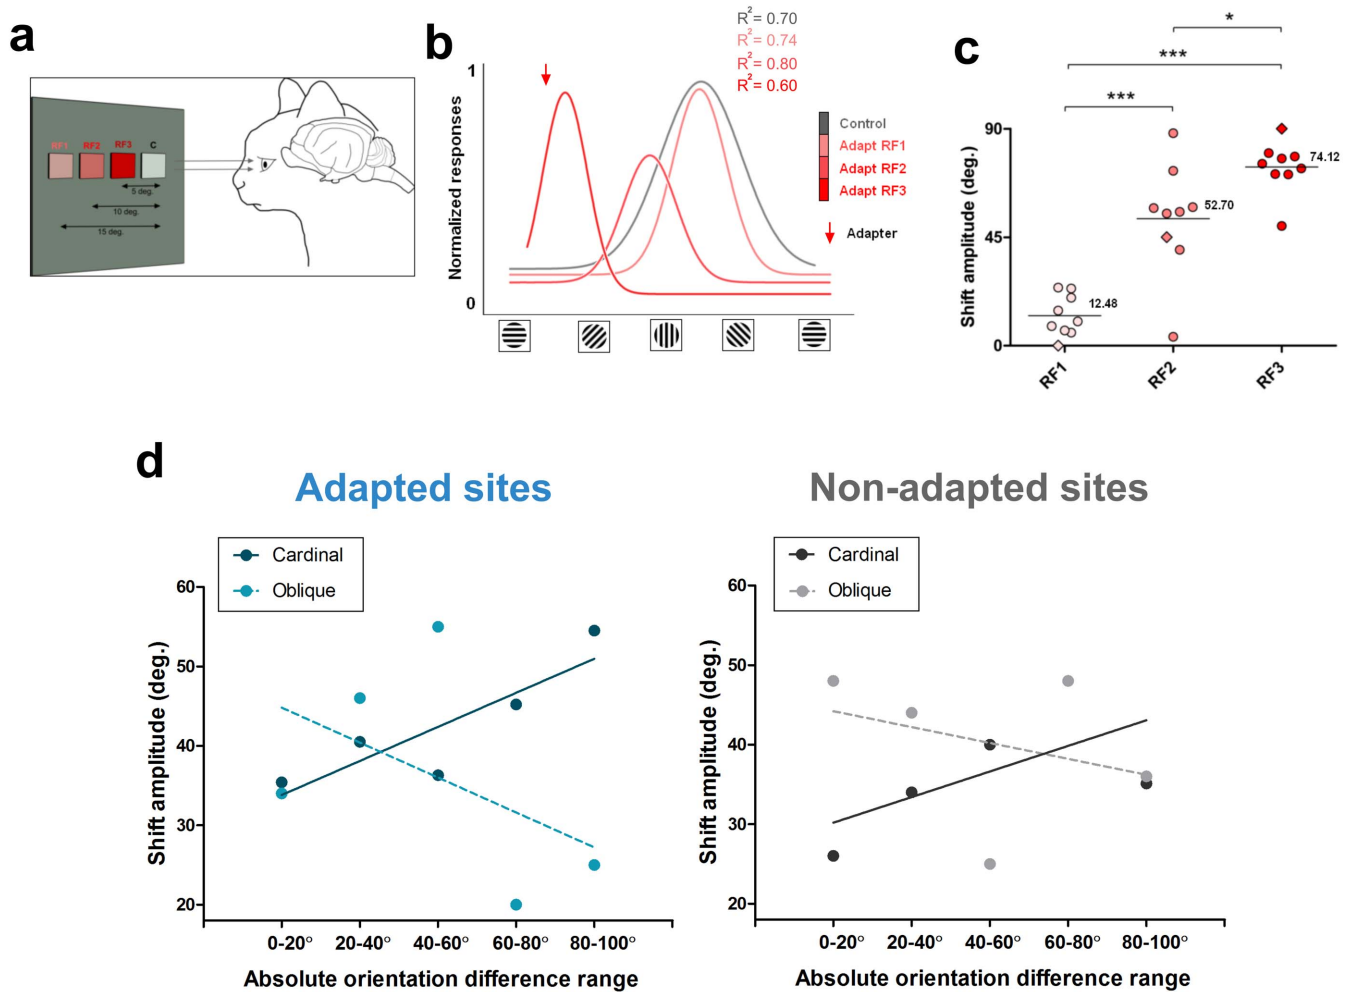 a
RF1 RF2 RF3 C
5 deg.
10 deg.
15 deg.
b
R² = 0.70
R² = 0.74
R² = 0.80
R² = 0.60
Normalized responses
1
0
Control
Adapt RF1
Adapt RF2
Adapt RF3
Adapter
c
*
***
***
Shift amplitude (deg.)
90
45
0
12.48
52.70
74.12
RF1 RF2 RF3
d
Adapted sites
Cardinal
Oblique
Shift amplitude (deg.)
60
50
40
30
20
0-20° 20-40° 40-60° 60-80° 80-100°
Absolute orientation difference range
Non-adapted sites
Cardinal
Oblique
Shift amplitude (deg.)
60
50
40
30
20
0-20° 20-40° 40-60° 60-80° 80-100°
Absolute orientation difference range